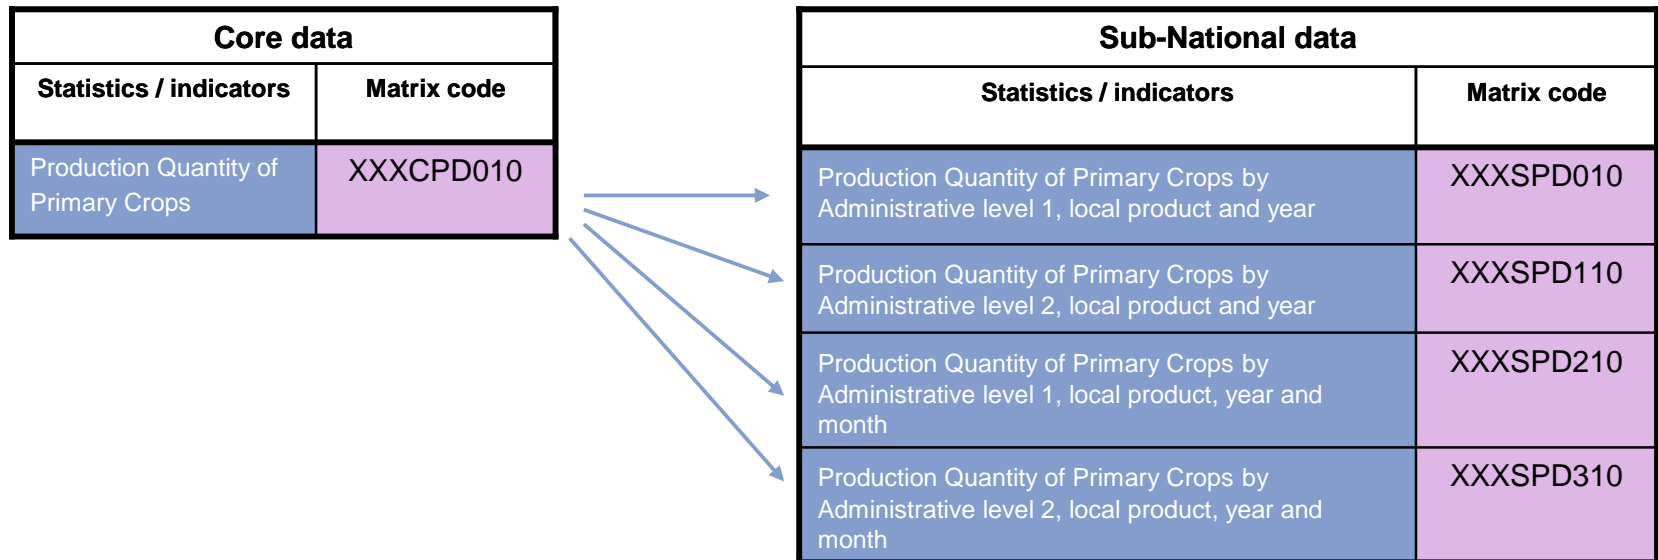 Core data
Statistics / indicators
Matrix code
Production Quantity of
Primary Crops
XXXCPD010
Sub-National data
Statistics / indicators
Matrix code
Production Quantity of Primary Crops by
Administrative level 1, local product and year
XXXSPD010
Production Quantity of Primary Crops by
Administrative level 2, local product and year
XXXSPD110
Production Quantity of Primary Crops by
Administrative level 1, local product, year and
month
XXXSPD210
Production Quantity of Primary Crops by
Administrative level 2, local product, year and
month
XXXSPD310